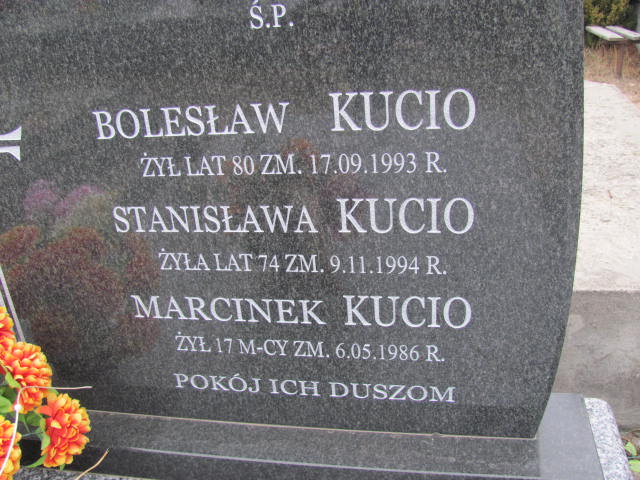 Ś.P.
BOLESŁAW KUCIO
ŻYŁ LAT 80 ZM. 17.09.1993 R.
STANISŁAWA KUCIO
ŻYŁA LAT 74 ZM. 9.11.1994 R.
MARCINEK KUCIO
ŻYŁ 17 M-CY ZM. 6.05.1986 R.
POKÓJ ICH DUSZOM